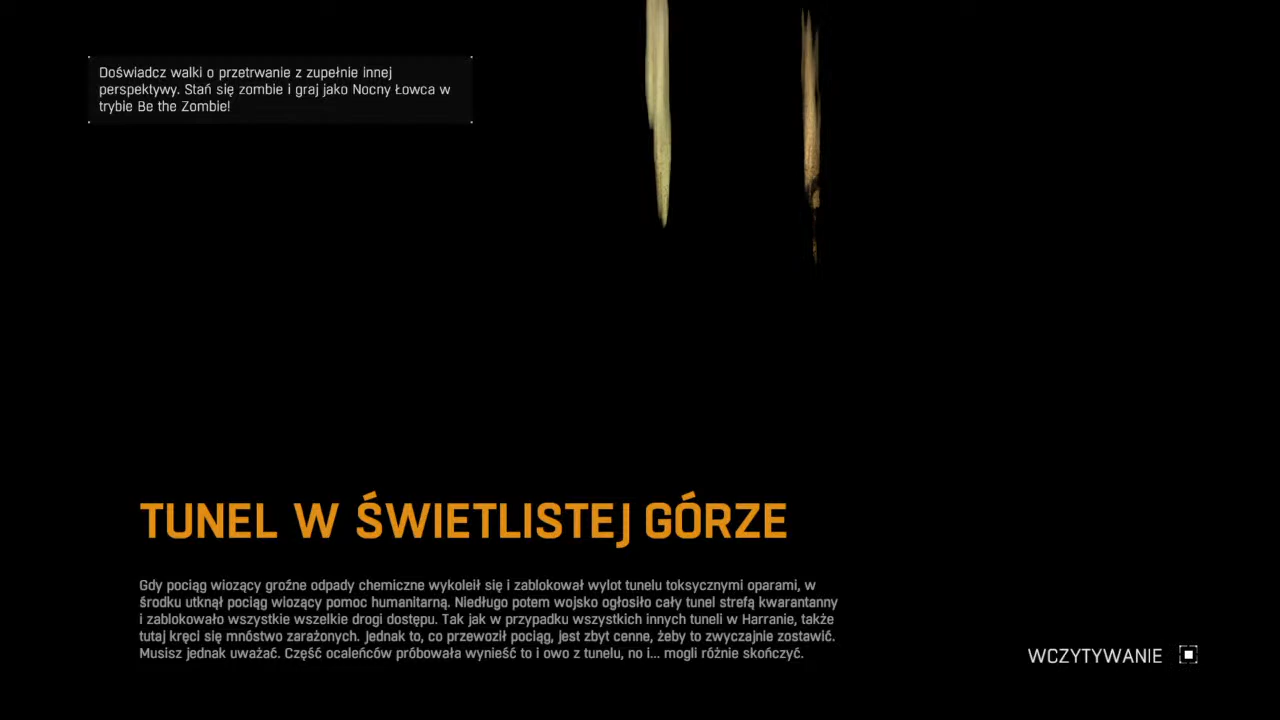 Doświadcz walki o przetrwanie z zupełnie innej
perspektywy. Stań się zombie i graj jako Nocny Łowca w
trybie Be the Zombie!
TUNEL W ŚWIETLISTEJ GÓRZE
Gdy pociąg wiozący groźne odpady chemiczne wykoleił się i zablokował wylot tunelu toksycznymi oparami, w
środku utknął pociąg wiozący pomoc humanitarną. Niedługo potem wojsko ogłosiło cały tunel strefą kwarantanny
i zablokowało wszystkie wszelkie drogi dostępu. Tak jak w przypadku wszystkich innych tuneli w Harranie, także
tutaj kręci się mnóstwo zarażonych. Jednak to, co przewoził pociąg, jest zbyt cenne, żeby to zwyczajnie zostawić.
Musisz jednak uważać. Część ocaleńców próbowała wynieść to i owo z tunelu, no i... mogli różnie skończyć.
WCZYTYWANIE